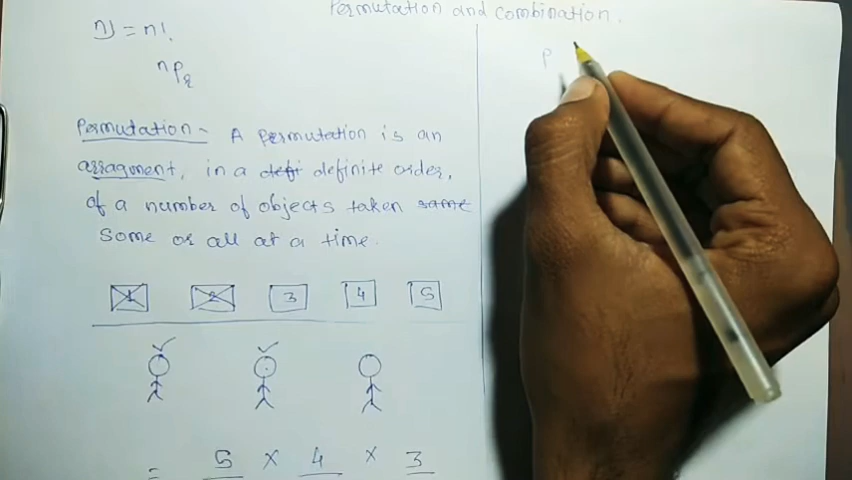 Permutation and Combination.
n⌋ = n!.
ⁿPᵣ
Permutation:- A permutation is an
arragment, in a defi definite order,
of a number of objects taken same
some or all at a time.
1 2 3 4 5
= 5 × 4 × 3
P